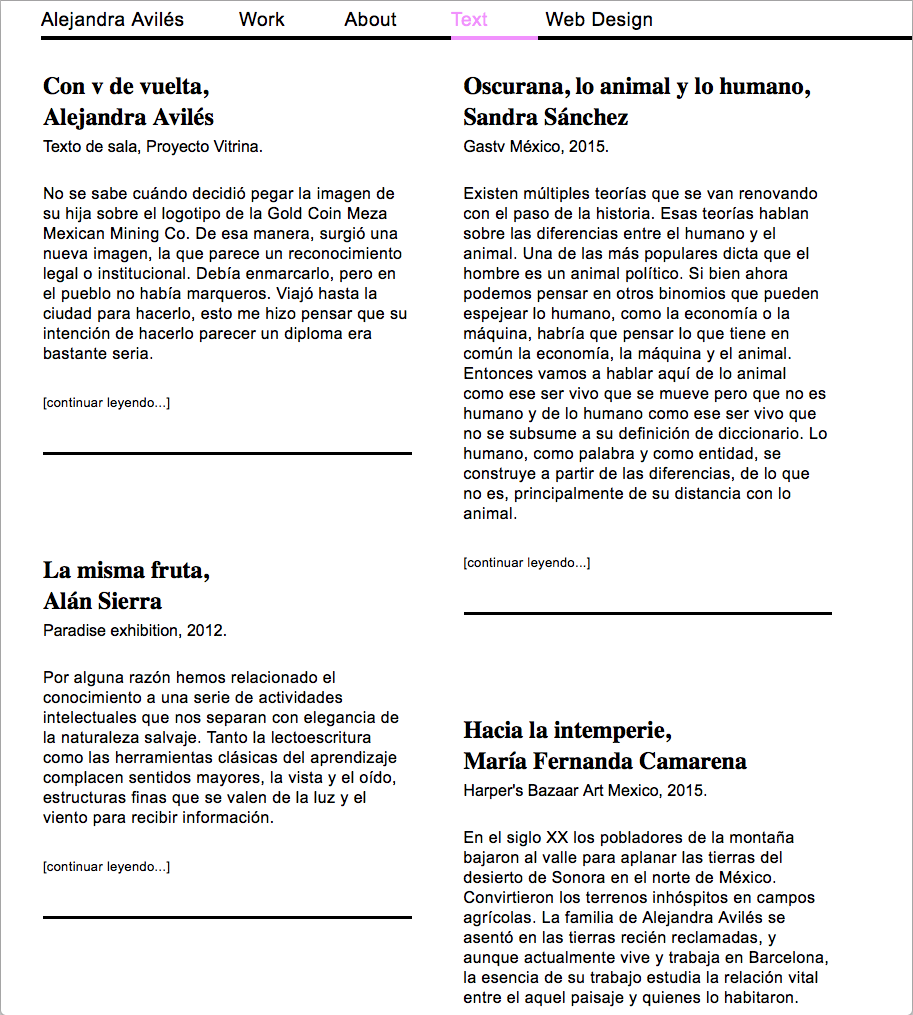 Alejandra Avilés Work About Text Web Design
Con v de vuelta,
Alejandra Avilés
Texto de sala, Proyecto Vitrina.
No se sabe cuándo decidió pegar la imagen de
su hija sobre el logotipo de la Gold Coin Meza
Mexican Mining Co. De esa manera, surgió una
nueva imagen, la que parece un reconocimiento
legal o institucional. Debía enmarcarlo, pero en
el pueblo no había marqueros. Viajó hasta la
ciudad para hacerlo, esto me hizo pensar que su
intención de hacerlo parecer un diploma era
bastante seria.
[continuar leyendo...]
La misma fruta,
Alán Sierra
Paradise exhibition, 2012.
Por alguna razón hemos relacionado el
conocimiento a una serie de actividades
intelectuales que nos separan con elegancia de
la naturaleza salvaje. Tanto la lectoescritura
como las herramientas clásicas del aprendizaje
complacen sentidos mayores, la vista y el oído,
estructuras finas que se valen de la luz y el
viento para recibir información.
[continuar leyendo...]
Oscurana, lo animal y lo humano,
Sandra Sánchez
Gastv México, 2015.
Existen múltiples teorías que se van renovando
con el paso de la historia. Esas teorías hablan
sobre las diferencias entre el humano y el
animal. Una de las más populares dicta que el
hombre es un animal político. Si bien ahora
podemos pensar en otros binomios que pueden
espejear lo humano, como la economía o la
máquina, habría que pensar lo que tiene en
común la economía, la máquina y el animal.
Entonces vamos a hablar aquí de lo animal
como ese ser vivo que se mueve pero que no es
humano y de lo humano como ese ser vivo que
no se subsume a su definición de diccionario. Lo
humano, como palabra y como entidad, se
construye a partir de las diferencias, de lo que
no es, principalmente de su distancia con lo
animal.
[continuar leyendo...]
Hacia la intemperie,
María Fernanda Camarena
Harper's Bazaar Art Mexico, 2015.
En el siglo XX los pobladores de la montaña
bajaron al valle para aplanar las tierras del
desierto de Sonora en el norte de México.
Convirtieron los terrenos inhóspitos en campos
agrícolas. La familia de Alejandra Avilés se
asentó en las tierras recién reclamadas, y
aunque actualmente vive y trabaja en Barcelona,
la esencia de su trabajo estudia la relación vital
entre el aquel paisaje y quienes lo habitaron.